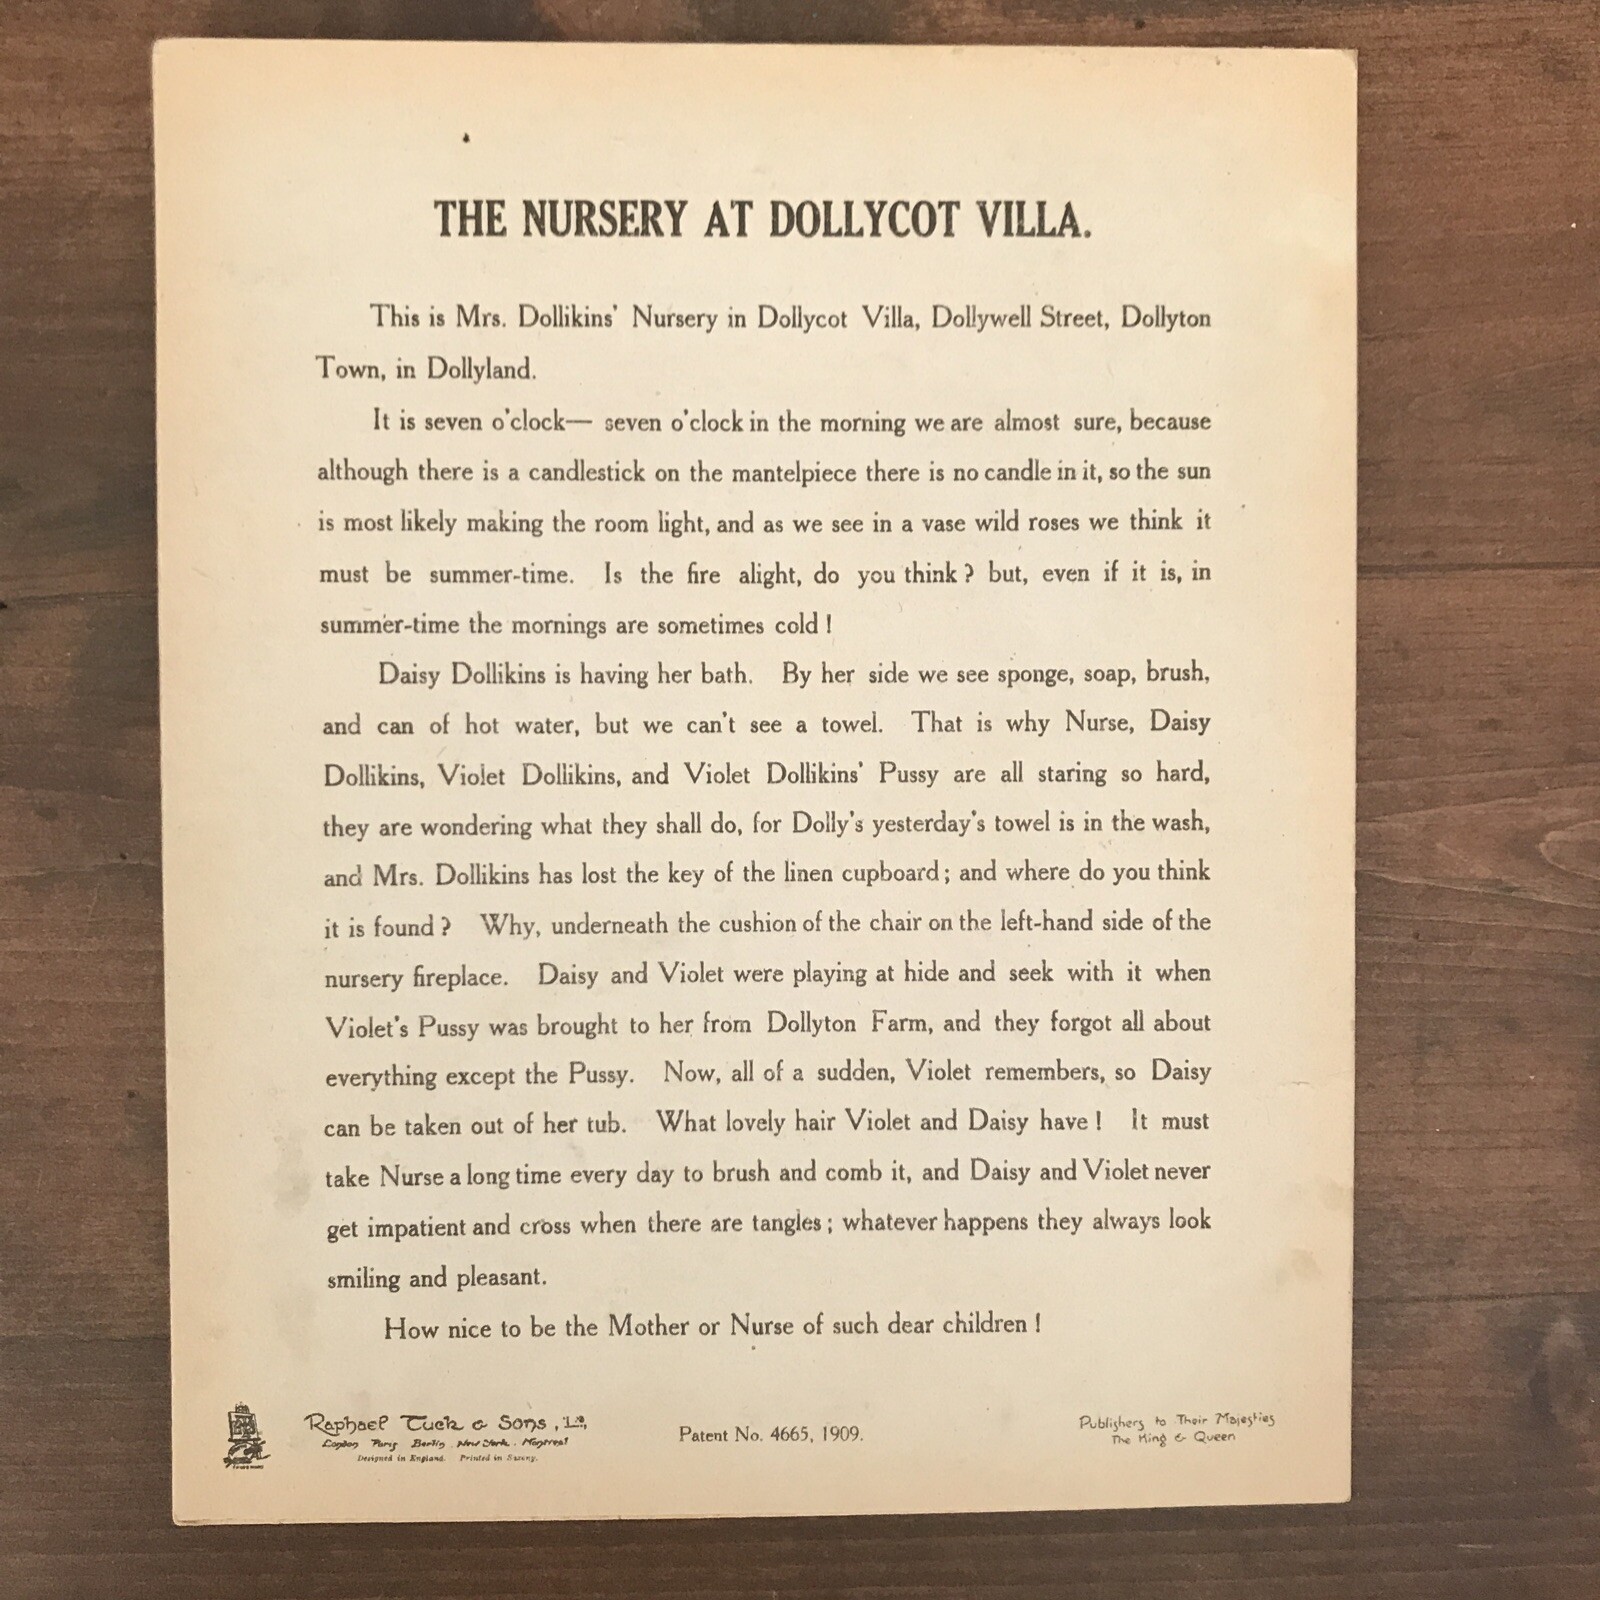 THE NURSERY AT DOLLYCOT VILLA.
This is Mrs. Dollikins' Nursery in Dollycot Villa, Dollywell Street, Dollyton
Town, in Dollyland.
It is seven o'clock— seven o'clock in the morning we are almost sure, because
although there is a candlestick on the mantelpiece there is no candle in it, so the sun
is most likely making the room light, and as we see in a vase wild roses we think it
must be summer-time. Is the fire alight, do you think ? but, even if it is, in
summer-time the mornings are sometimes cold !
Daisy Dollikins is having her bath. By her side we see sponge, soap, brush,
and can of hot water, but we can't see a towel. That is why Nurse, Daisy
Dollikins, Violet Dollikins, and Violet Dollikins' Pussy are all staring so hard,
they are wondering what they shall do, for Dolly's yesterday's towel is in the wash,
and Mrs. Dollikins has lost the key of the linen cupboard ; and where do you think
it is found ? Why, underneath the cushion of the chair on the left-hand side of the
nursery fireplace. Daisy and Violet were playing at hide and seek with it when
Violet's Pussy was brought to her from Dollyton Farm, and they forgot all about
everything except the Pussy. Now, all of a sudden, Violet remembers, so Daisy
can be taken out of her tub. What lovely hair Violet and Daisy have ! It must
take Nurse a long time every day to brush and comb it, and Daisy and Violet never
get impatient and cross when there are tangles ; whatever happens they always look
smiling and pleasant.
How nice to be the Mother or Nurse of such dear children !
Raphael Tuck & Sons, Ld.,
London Paris Berlin New York. Montreal
Designed in England. Printed in Saxony.
Patent No. 4665, 1909.
Publishers to Their Majesties
The King & Queen